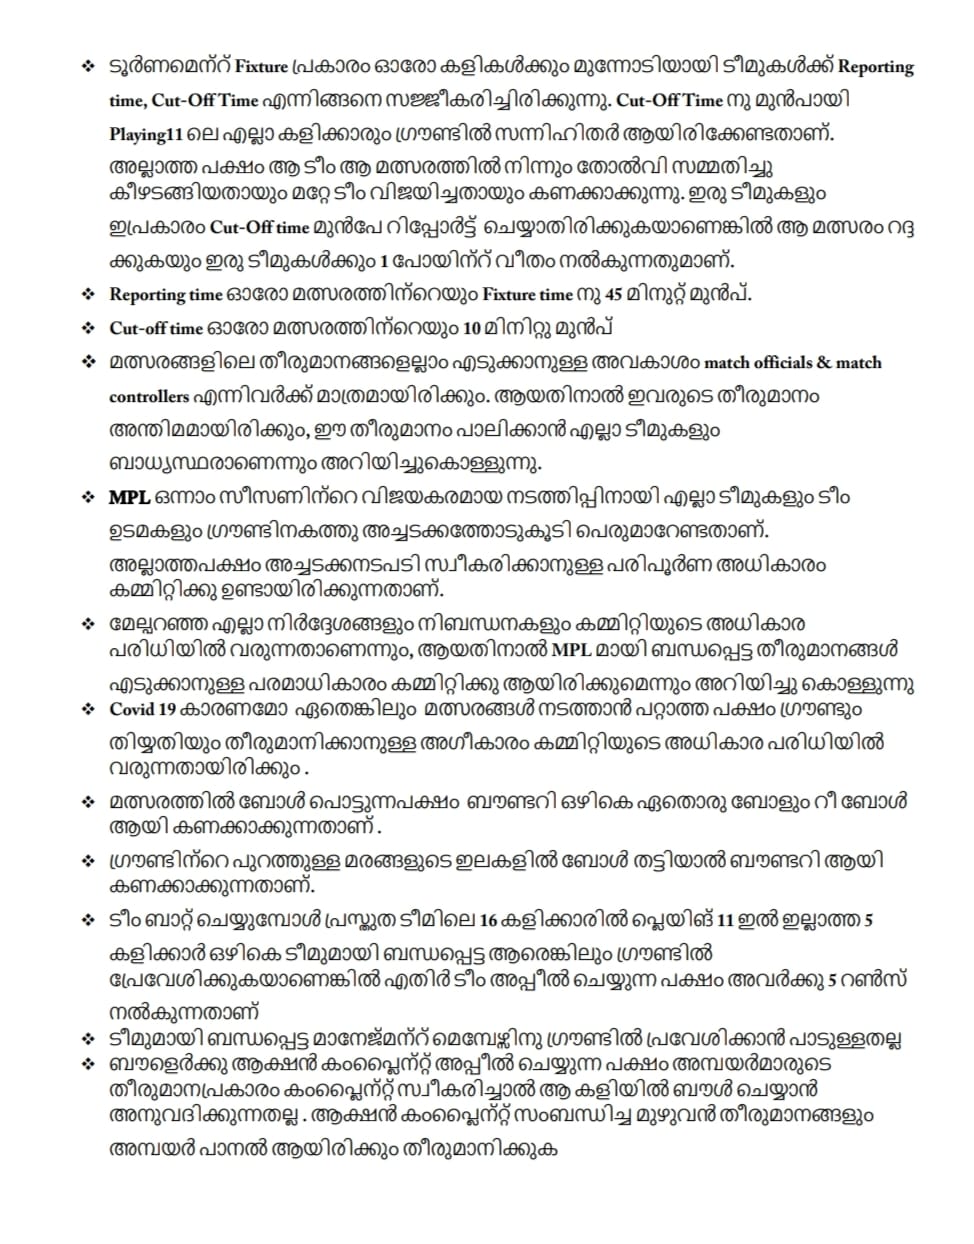 ❖ ടൂർണമെന്റ് Fixture പ്രകാരം ഓരോ കളികൾക്കും മുന്നോടിയായി ടീമുകൾക്ക് Reporting
time, Cut-Off Time എന്നിങ്ങനെ സജ്ജീകരിച്ചിരിക്കുന്നു. Cut-Off Time നു മുൻപായി
Playing11 ലെ എല്ലാ കളിക്കാരും ഗ്രൗണ്ടിൽ സന്നിഹിതർ ആയിരിക്കേണ്ടതാണ്.
അല്ലാത്ത പക്ഷം ആ ടീം ആ മത്സരത്തിൽ നിന്നും തോൽവി സമ്മതിച്ചു
കീഴടങ്ങിയതായും മറ്റേ ടീം വിജയിച്ചതായും കണക്കാക്കുന്നു. ഇരു ടീമുകളും
ഇപ്രകാരം Cut-Off time മുൻപേ റിപ്പോർട്ട് ചെയ്യാതിരിക്കുകയാണെങ്കിൽ ആ മത്സരം റദ്ദ
ക്കുകയും ഇരു ടീമുകൾക്കും 1 പോയിന്റ് വീതം നൽകുന്നതുമാണ്.
❖ Reporting time ഓരോ മത്സരത്തിന്റെയും Fixture time നു 45 മിനുറ്റ് മുൻപ്.
❖ Cut-off time ഓരോ മത്സരത്തിന്റെയും 10 മിനിറ്റു മുൻപ്
❖ മത്സരങ്ങളിലെ തീരുമാനങ്ങളെല്ലാം എടുക്കാനുള്ള അവകാശം match officials & match
controllers എന്നിവർക്ക് മാത്രമായിരിക്കും. ആയതിനാൽ ഇവരുടെ തീരുമാനം
അന്തിമമായിരിക്കും, ഈ തീരുമാനം പാലിക്കാൻ എല്ലാ ടീമുകളും
ബാധ്യസ്ഥരാണെന്നും അറിയിച്ചുകൊള്ളുന്നു.
❖ MPL ഒന്നാം സീസണിന്റെ വിജയകരമായ നടത്തിപ്പിനായി എല്ലാ ടീമുകളും ടീം
ഉടമകളും ഗ്രൗണ്ടിനകത്തു അച്ചടക്കത്തോടുകൂടി പെരുമാറേണ്ടതാണ്.
അല്ലാത്തപക്ഷം അച്ചടക്കനടപടി സ്വീകരിക്കാനുള്ള പരിപൂർണ അധികാരം
കമ്മിറ്റിക്കു ഉണ്ടായിരിക്കുന്നതാണ്.
❖ മേല്പറഞ്ഞ എല്ലാ നിർദ്ദേശങ്ങളും നിബന്ധനകളും കമ്മിറ്റിയുടെ അധികാര
പരിധിയിൽ വരുന്നതാണെന്നും, ആയതിനാൽ MPL മായി ബന്ധപ്പെട്ട തീരുമാനങ്ങൾ
എടുക്കാനുള്ള പരമാധികാരം കമ്മിറ്റിക്കു ആയിരിക്കുമെന്നും അറിയിച്ചു കൊള്ളുന്നു
❖ Covid 19 കാരണമോ ഏതെങ്കിലും മത്സരങ്ങൾ നടത്താൻ പറ്റാത്ത പക്ഷം ഗ്രൗണ്ടും
തിയ്യതിയും തീരുമാനിക്കാനുള്ള അഗീകാരം കമ്മിറ്റിയുടെ അധികാര പരിധിയിൽ
വരുന്നതായിരിക്കും .
❖ മത്സരത്തിൽ ബോൾ പൊട്ടുന്നപക്ഷം ബൗണ്ടറി ഒഴികെ ഏതൊരു ബോളും റീ ബോൾ
ആയി കണക്കാക്കുന്നതാണ് .
❖ ഗ്രൗണ്ടിന്റെ പുറത്തുള്ള മരങ്ങളുടെ ഇലകളിൽ ബോൾ തട്ടിയാൽ ബൗണ്ടറി ആയി
കണക്കാക്കുന്നതാണ്.
❖ ടീം ബാറ്റ് ചെയ്യുമ്പോൾ പ്രസ്തുത ടീമിലെ 16 കളിക്കാരിൽ പ്ലെയിങ് 11 ഇൽ ഇല്ലാത്ത 5
കളിക്കാർ ഒഴികെ ടീമുമായി ബന്ധപ്പെട്ട ആരെങ്കിലും ഗ്രൗണ്ടിൽ
പ്രേവേശിക്കുകയാണെങ്കിൽ എതിർ ടീം അപ്പീൽ ചെയ്യുന്ന പക്ഷം അവർക്കു 5 റൺസ്
നൽകുന്നതാണ്
❖ ടീമുമായി ബന്ധപ്പെട്ട മാനേജ്മന്റ് മെമ്പേഴ്സിനു ഗ്രൗണ്ടിൽ പ്രവേശിക്കാൻ പാടുള്ളതല്ല
❖ ബൗളെർക്കു ആക്ഷൻ കംപ്ലൈന്റ്റ് അപ്പീൽ ചെയ്യുന്ന പക്ഷം അമ്പയർമാരുടെ
തീരുമാനപ്രകാരം കംപ്ലൈന്റ്റ് സ്വീകരിച്ചാൽ ആ കളിയിൽ ബൗൾ ചെയ്യാൻ
അനുവദിക്കുന്നതല്ല . ആക്ഷൻ കംപ്ലൈന്റ്റ് സംബന്ധിച്ച മുഴുവൻ തീരുമാനങ്ങളും
അമ്പയർ പാനൽ ആയിരിക്കും തീരുമാനിക്കുക